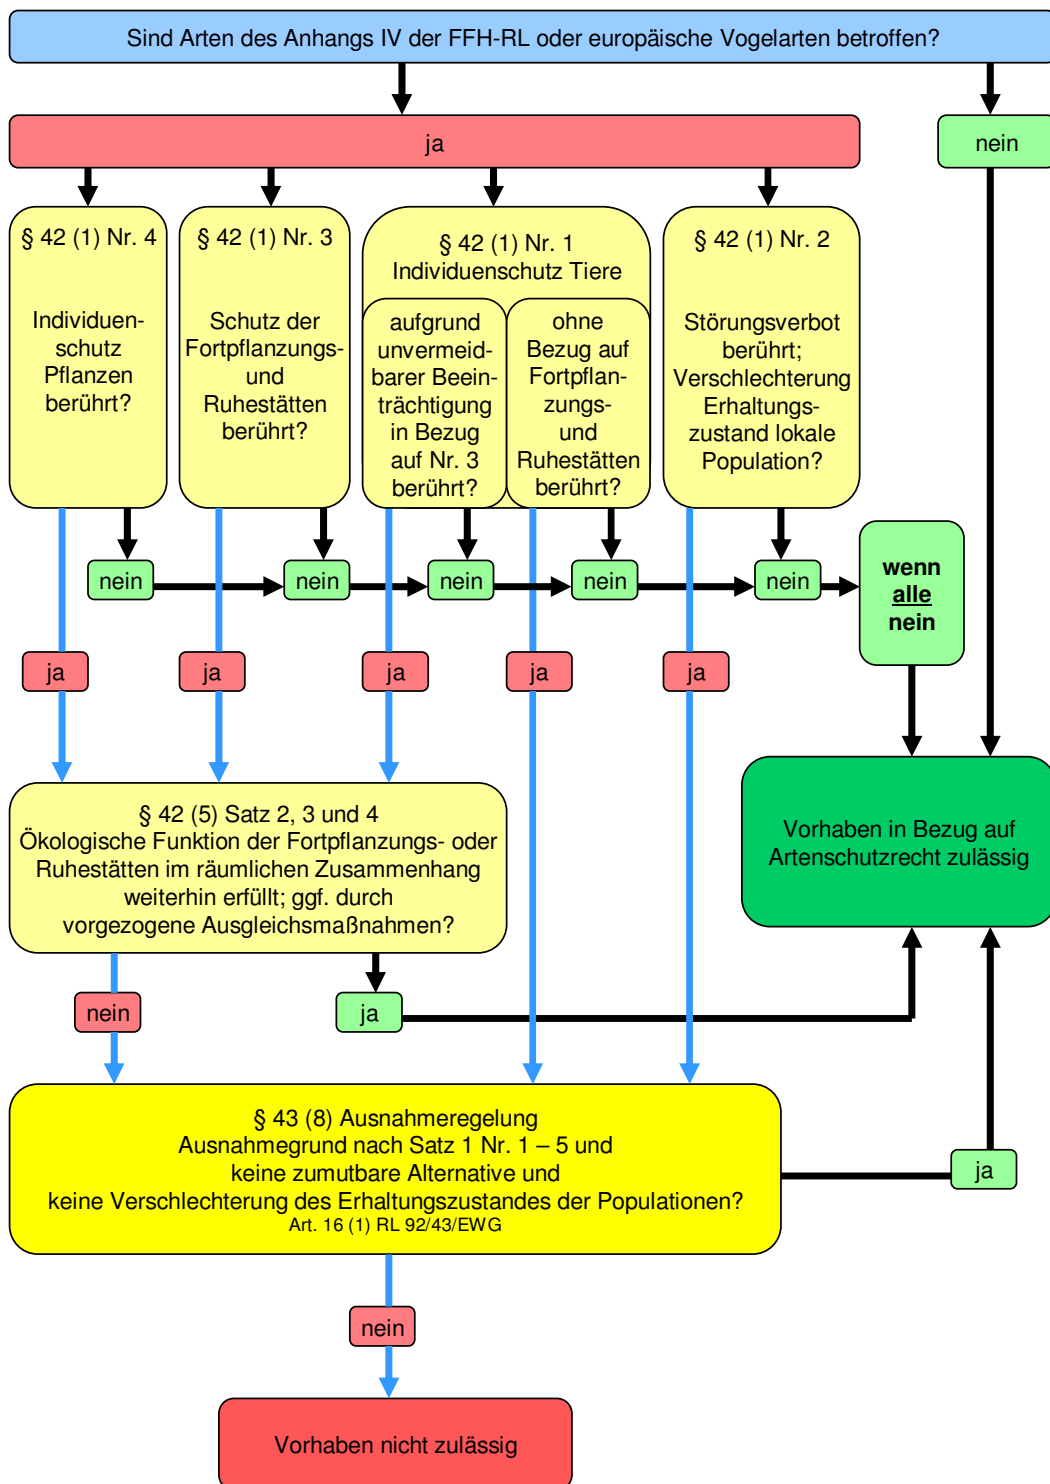 Sind Arten des Anhangs IV der FFH-RL oder europäische Vogelarten betroffen?
ja
nein
§ 42 (1) Nr. 4
Individuen-
schutz
Pflanzen
berührt?
§ 42 (1) Nr. 3
Schutz der
Fortpflanzungs-
und
Ruhestätten
berührt?
§ 42 (1) Nr. 1
Individuenschutz Tiere
aufgrund
unvermeid-
barer Beein-
trächtigung
in Bezug
auf Nr. 3
berührt?
ohne
Bezug auf
Fortpflan-
zungs-
und
Ruhestätten
berührt?
§ 42 (1) Nr. 2
Störungsverbot
berührt;
Verschlechterung
Erhaltungs-
zustand lokale
Population?
nein
nein
nein
nein
nein
wenn
alle
nein
ja
ja
ja
ja
ja
§ 42 (5) Satz 2, 3 und 4
Ökologische Funktion der Fortpflanzungs- oder
Ruhestätten im räumlichen Zusammenhang
weiterhin erfüllt; ggf. durch
vorgezogene Ausgleichsmaßnahmen?
Vorhaben in Bezug auf
Artenschutzrecht zulässig
nein
ja
§ 43 (8) Ausnahmeregelung
Ausnahmegrund nach Satz 1 Nr. 1 – 5 und
keine zumutbare Alternative und
keine Verschlechterung des Erhaltungszustandes der Populationen?
Art. 16 (1) RL 92/43/EWG
ja
nein
Vorhaben nicht zulässig